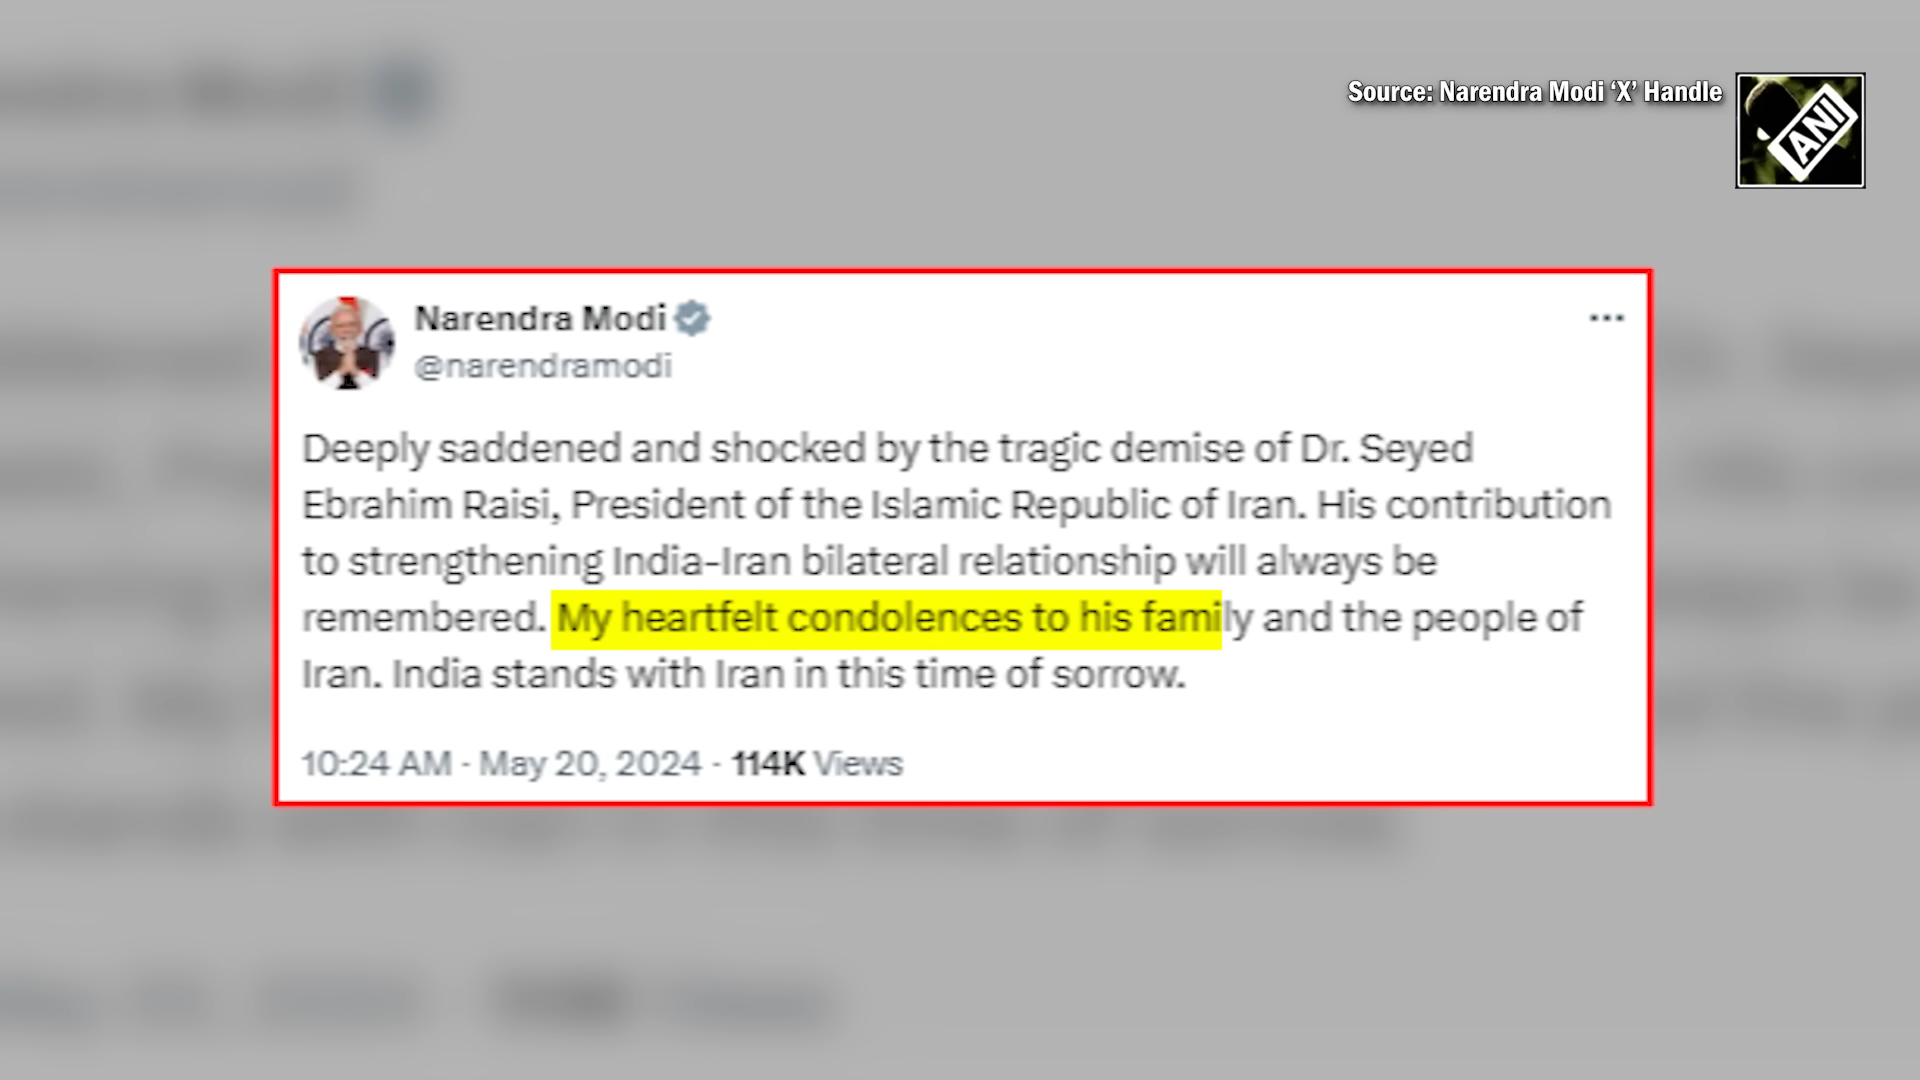 Source: Narendra Modi ‘X’ Handle
ANI
Narendra Modi
@narendramodi
Deeply saddened and shocked by the tragic demise of Dr. Seyed
Ebrahim Raisi, President of the Islamic Republic of Iran. His contribution
to strengthening India-Iran bilateral relationship will always be
remembered. My heartfelt condolences to his family and the people of
Iran. India stands with Iran in this time of sorrow.
10:24 AM · May 20, 2024 · 114K Views